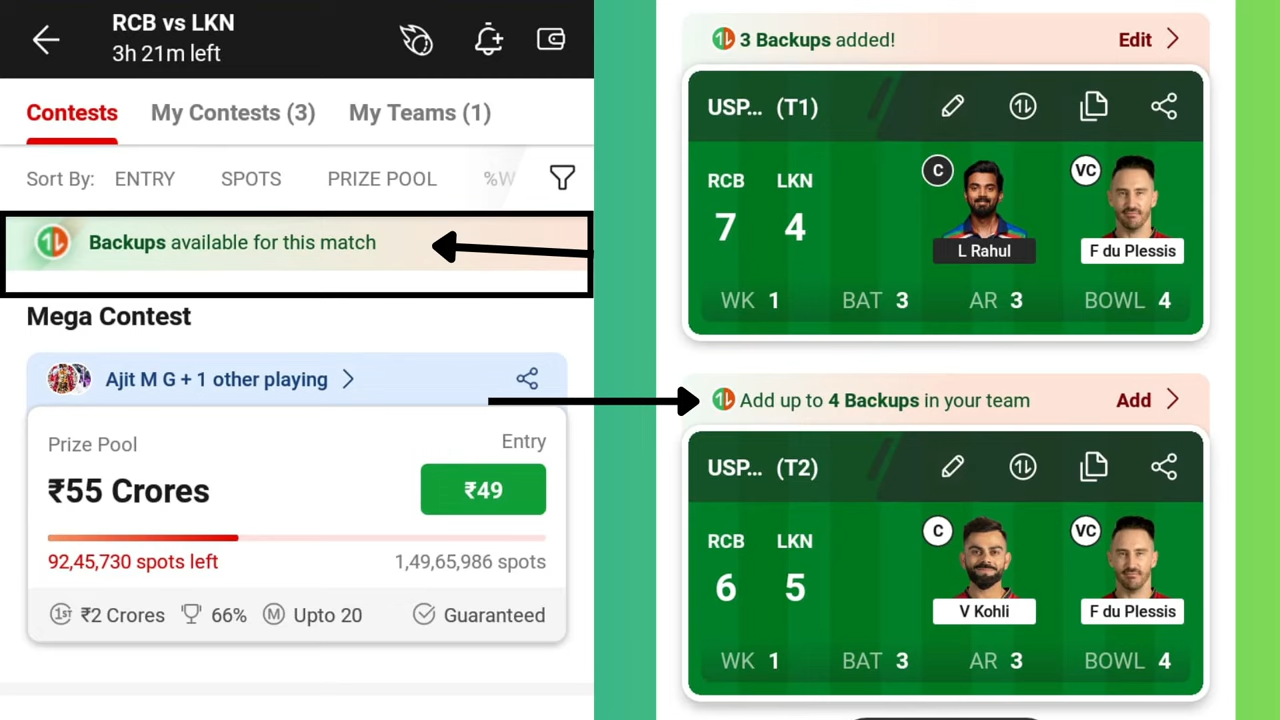 RCB vs LKN
3h 21m left
Contests My Contests (3) My Teams (1)
Sort By: ENTRY SPOTS PRIZE POOL %W
Backups available for this match
Mega Contest
Ajit M G + 1 other playing
Prize Pool Entry
₹55 Crores ₹49
92,45,730 spots left 1,49,65,986 spots
1st ₹2 Crores 66% M Upto 20 Guaranteed
3 Backups added! Edit
USP... (T1)
C VC
RCB LKN
7 4
L Rahul F du Plessis
WK 1 BAT 3 AR 3 BOWL 4
Add up to 4 Backups in your team Add
USP... (T2)
C VC
RCB LKN
6 5
V Kohli F du Plessis
WK 1 BAT 3 AR 3 BOWL 4